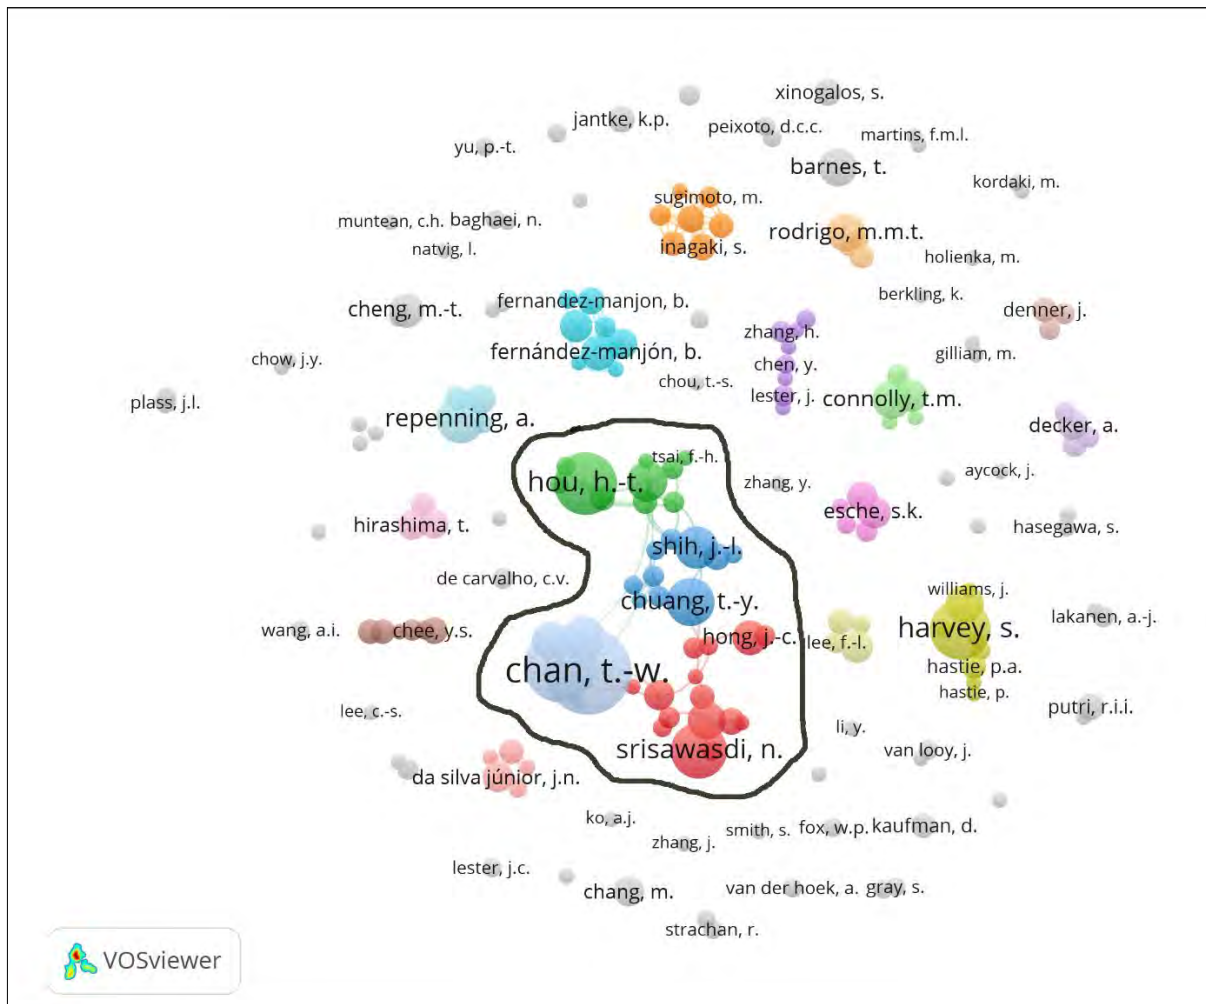 xinogalos, s.
jantke, k.p.
peixoto, d.c.c.
martins, f.m.l.
yu, p.-t.
barnes, t.
kordaki, m.
sugimoto, m.
muntean, c.h.
baghaei, n.
rodrigo, m.m.t.
natvig, l.
inagaki, s.
holienka, m.
berkling, k.
fernandez-manjon, b.
cheng, m.-t.
denner, j.
zhang, h.
fernández-manjón, b.
gilliam, m.
chow, j.y.
chen, y.
chou, t.-s.
plass, j.l.
lester, j.
connolly, t.m.
repenning, a.
decker, a.
tsai, f.-h.
aycock, j.
hou, h.-t.
zhang, y.
esche, s.k.
hirashima, t.
hasegawa, s.
shih, j.-l.
de carvalho, c.v.
williams, j.
chuang, t.-y.
lakanen, a.-j.
wang, a.i.
chee, y.s.
hong, j.-c.
lee, f.-l.
harvey, s.
chan, t.-w.
hastie, p.a.
hastie, p.
lee, c.-s.
putri, r.i.i.
li, y.
srisawasdi, n.
van looy, j.
da silva júnior, j.n.
ko, a.j.
smith, s.
fox, w.p.
kaufman, d.
zhang, j.
lester, j.c.
chang, m.
van der hoek, a.
gray, s.
strachan, r.
VOSviewer